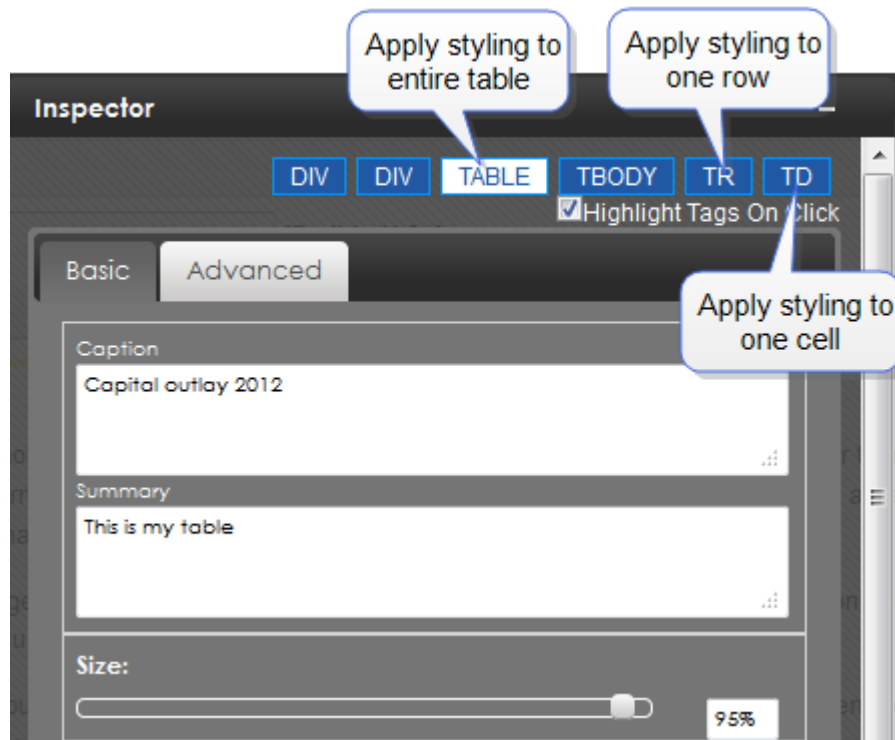 Apply styling to
entire table
Apply styling to
one row
Inspector
DIV DIV TABLE TBODY TR TD
Highlight Tags On Click
Basic Advanced
Apply styling to
one cell
Caption
Capital outlay 2012
Summary
This is my table
Size:
95%